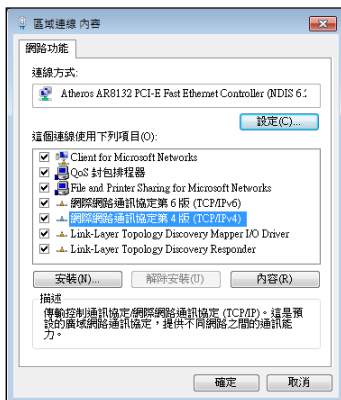 區域連線 內容
網路功能
連線方式:
Atheros AR8132 PCI-E Fast Ethernet Controller (NDIS 6.:
設定(C)...
這個連線使用下列項目(O):
Client for Microsoft Networks
QoS 封包排程器
File and Printer Sharing for Microsoft Networks
網際網路通訊協定第 6 版 (TCP/IPv6)
網際網路通訊協定第 4 版 (TCP/IPv4)
Link-Layer Topology Discovery Mapper I/O Driver
Link-Layer Topology Discovery Responder
安裝(N)...
解除安裝(U)
內容(R)
描述
傳輸控制通訊協定/網際網路通訊協定 (TCP/IP)。這是預
設的廣域網路通訊協定，提供不同網路之間的通訊能
力。
確定
取消